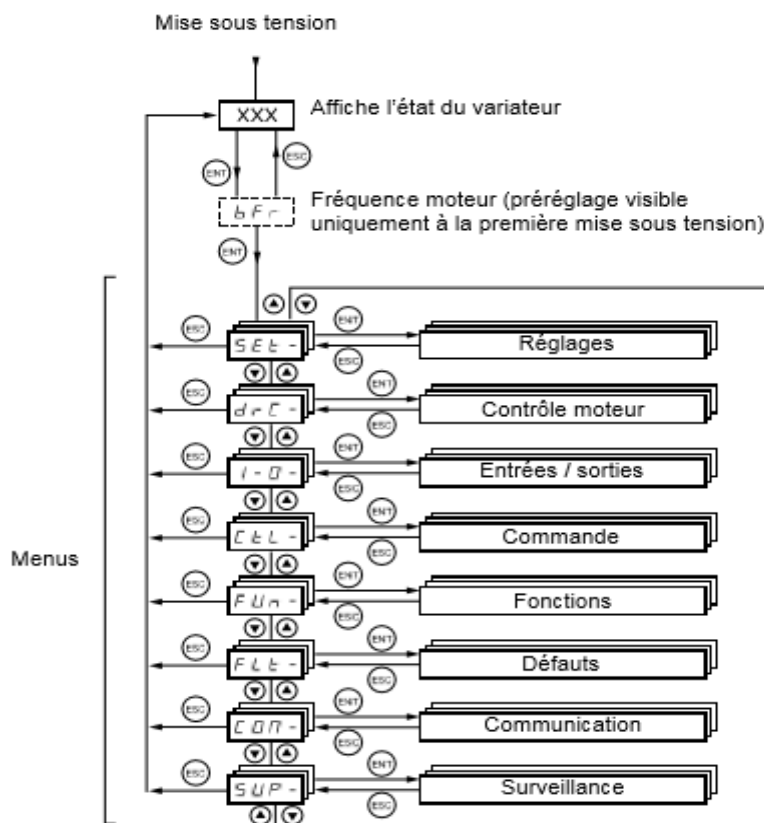 Mise sous tension
XXX
Affiche l'état du variateur
ENT
ESC
bFr
Fréquence moteur (préréglage visible
uniquement à la première mise sous tension)
ENT
ESC
SEt-
ENT
ESC
Réglages
ESC
drC-
ENT
ESC
Contrôle moteur
ESC
I-O-
ENT
ESC
Entrées / sorties
ESC
CtL-
ENT
ESC
Commande
Menus
ESC
FUn-
ENT
ESC
Fonctions
ESC
FLt-
ENT
ESC
Défauts
ESC
COM-
ENT
ESC
Communication
ESC
SUP-
ENT
ESC
Surveillance